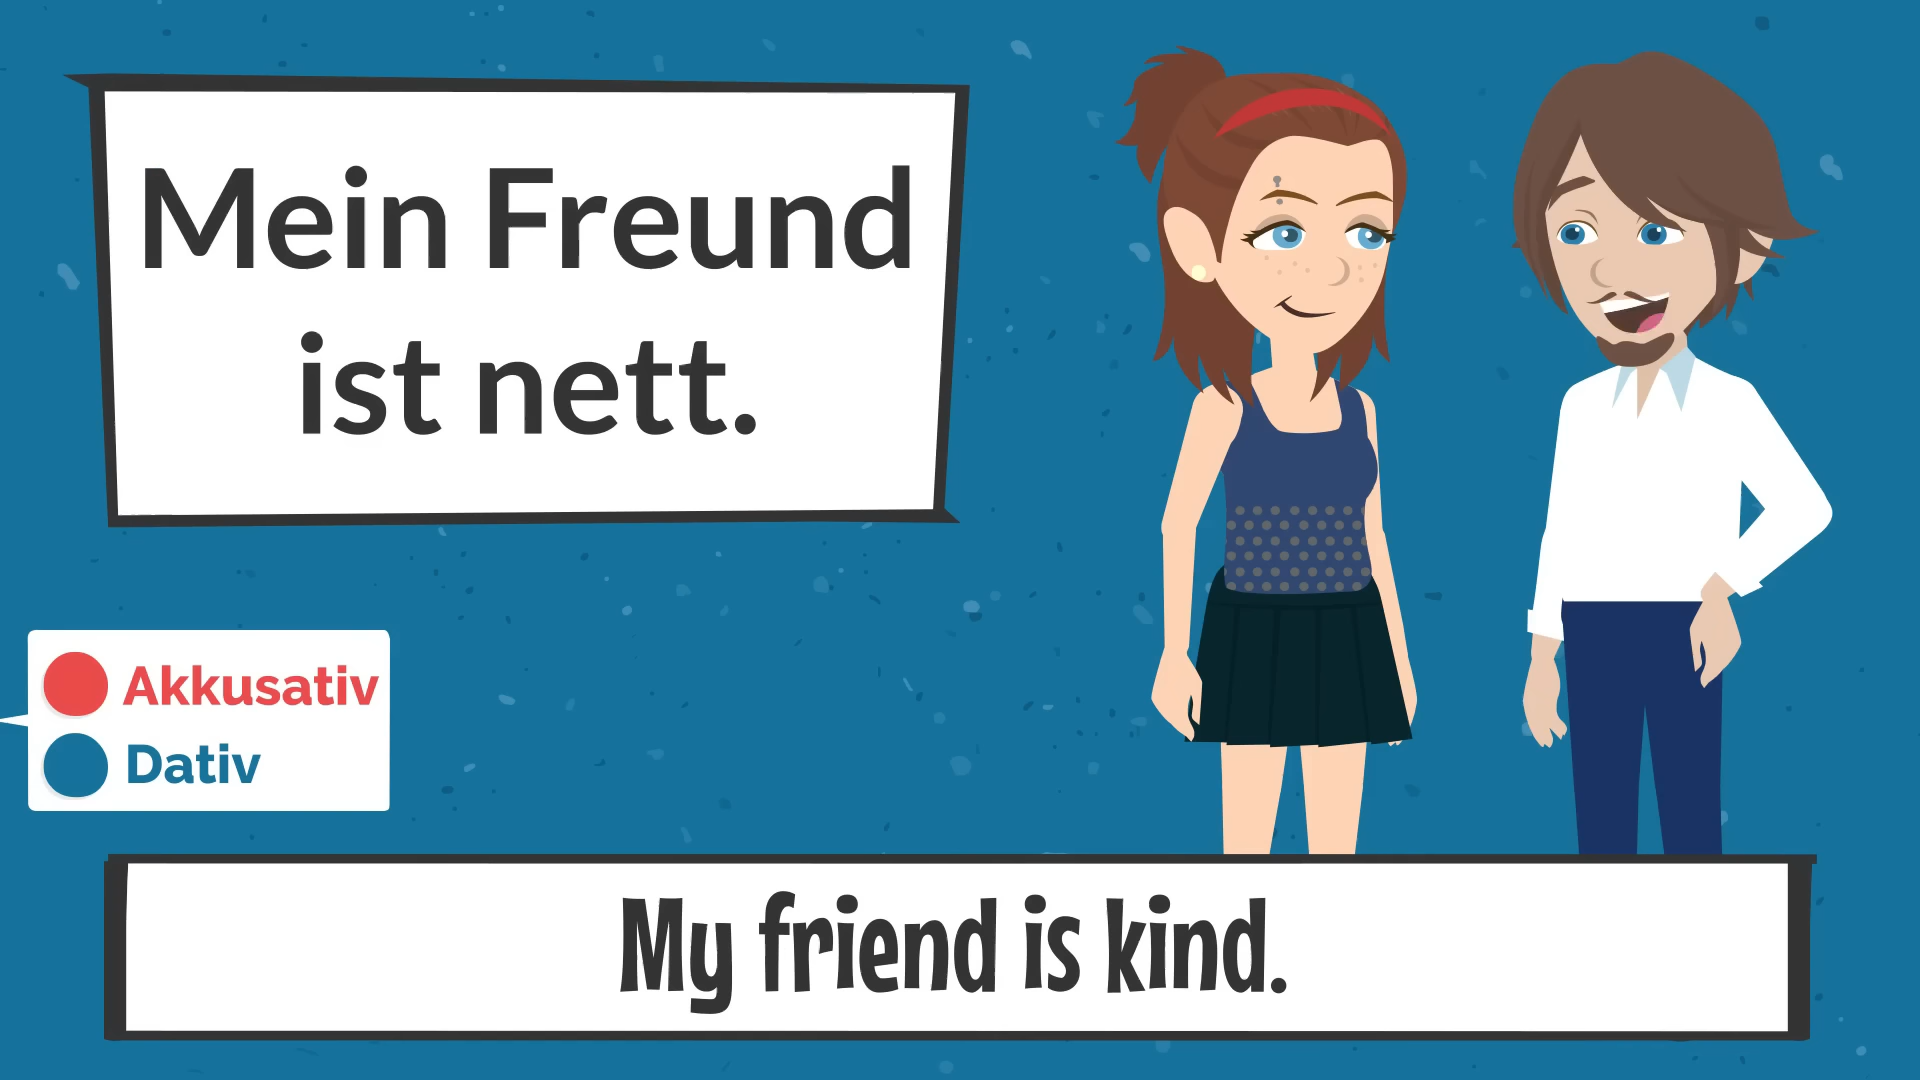 Mein Freund
ist nett.
Akkusativ
Dativ
My friend is kind.